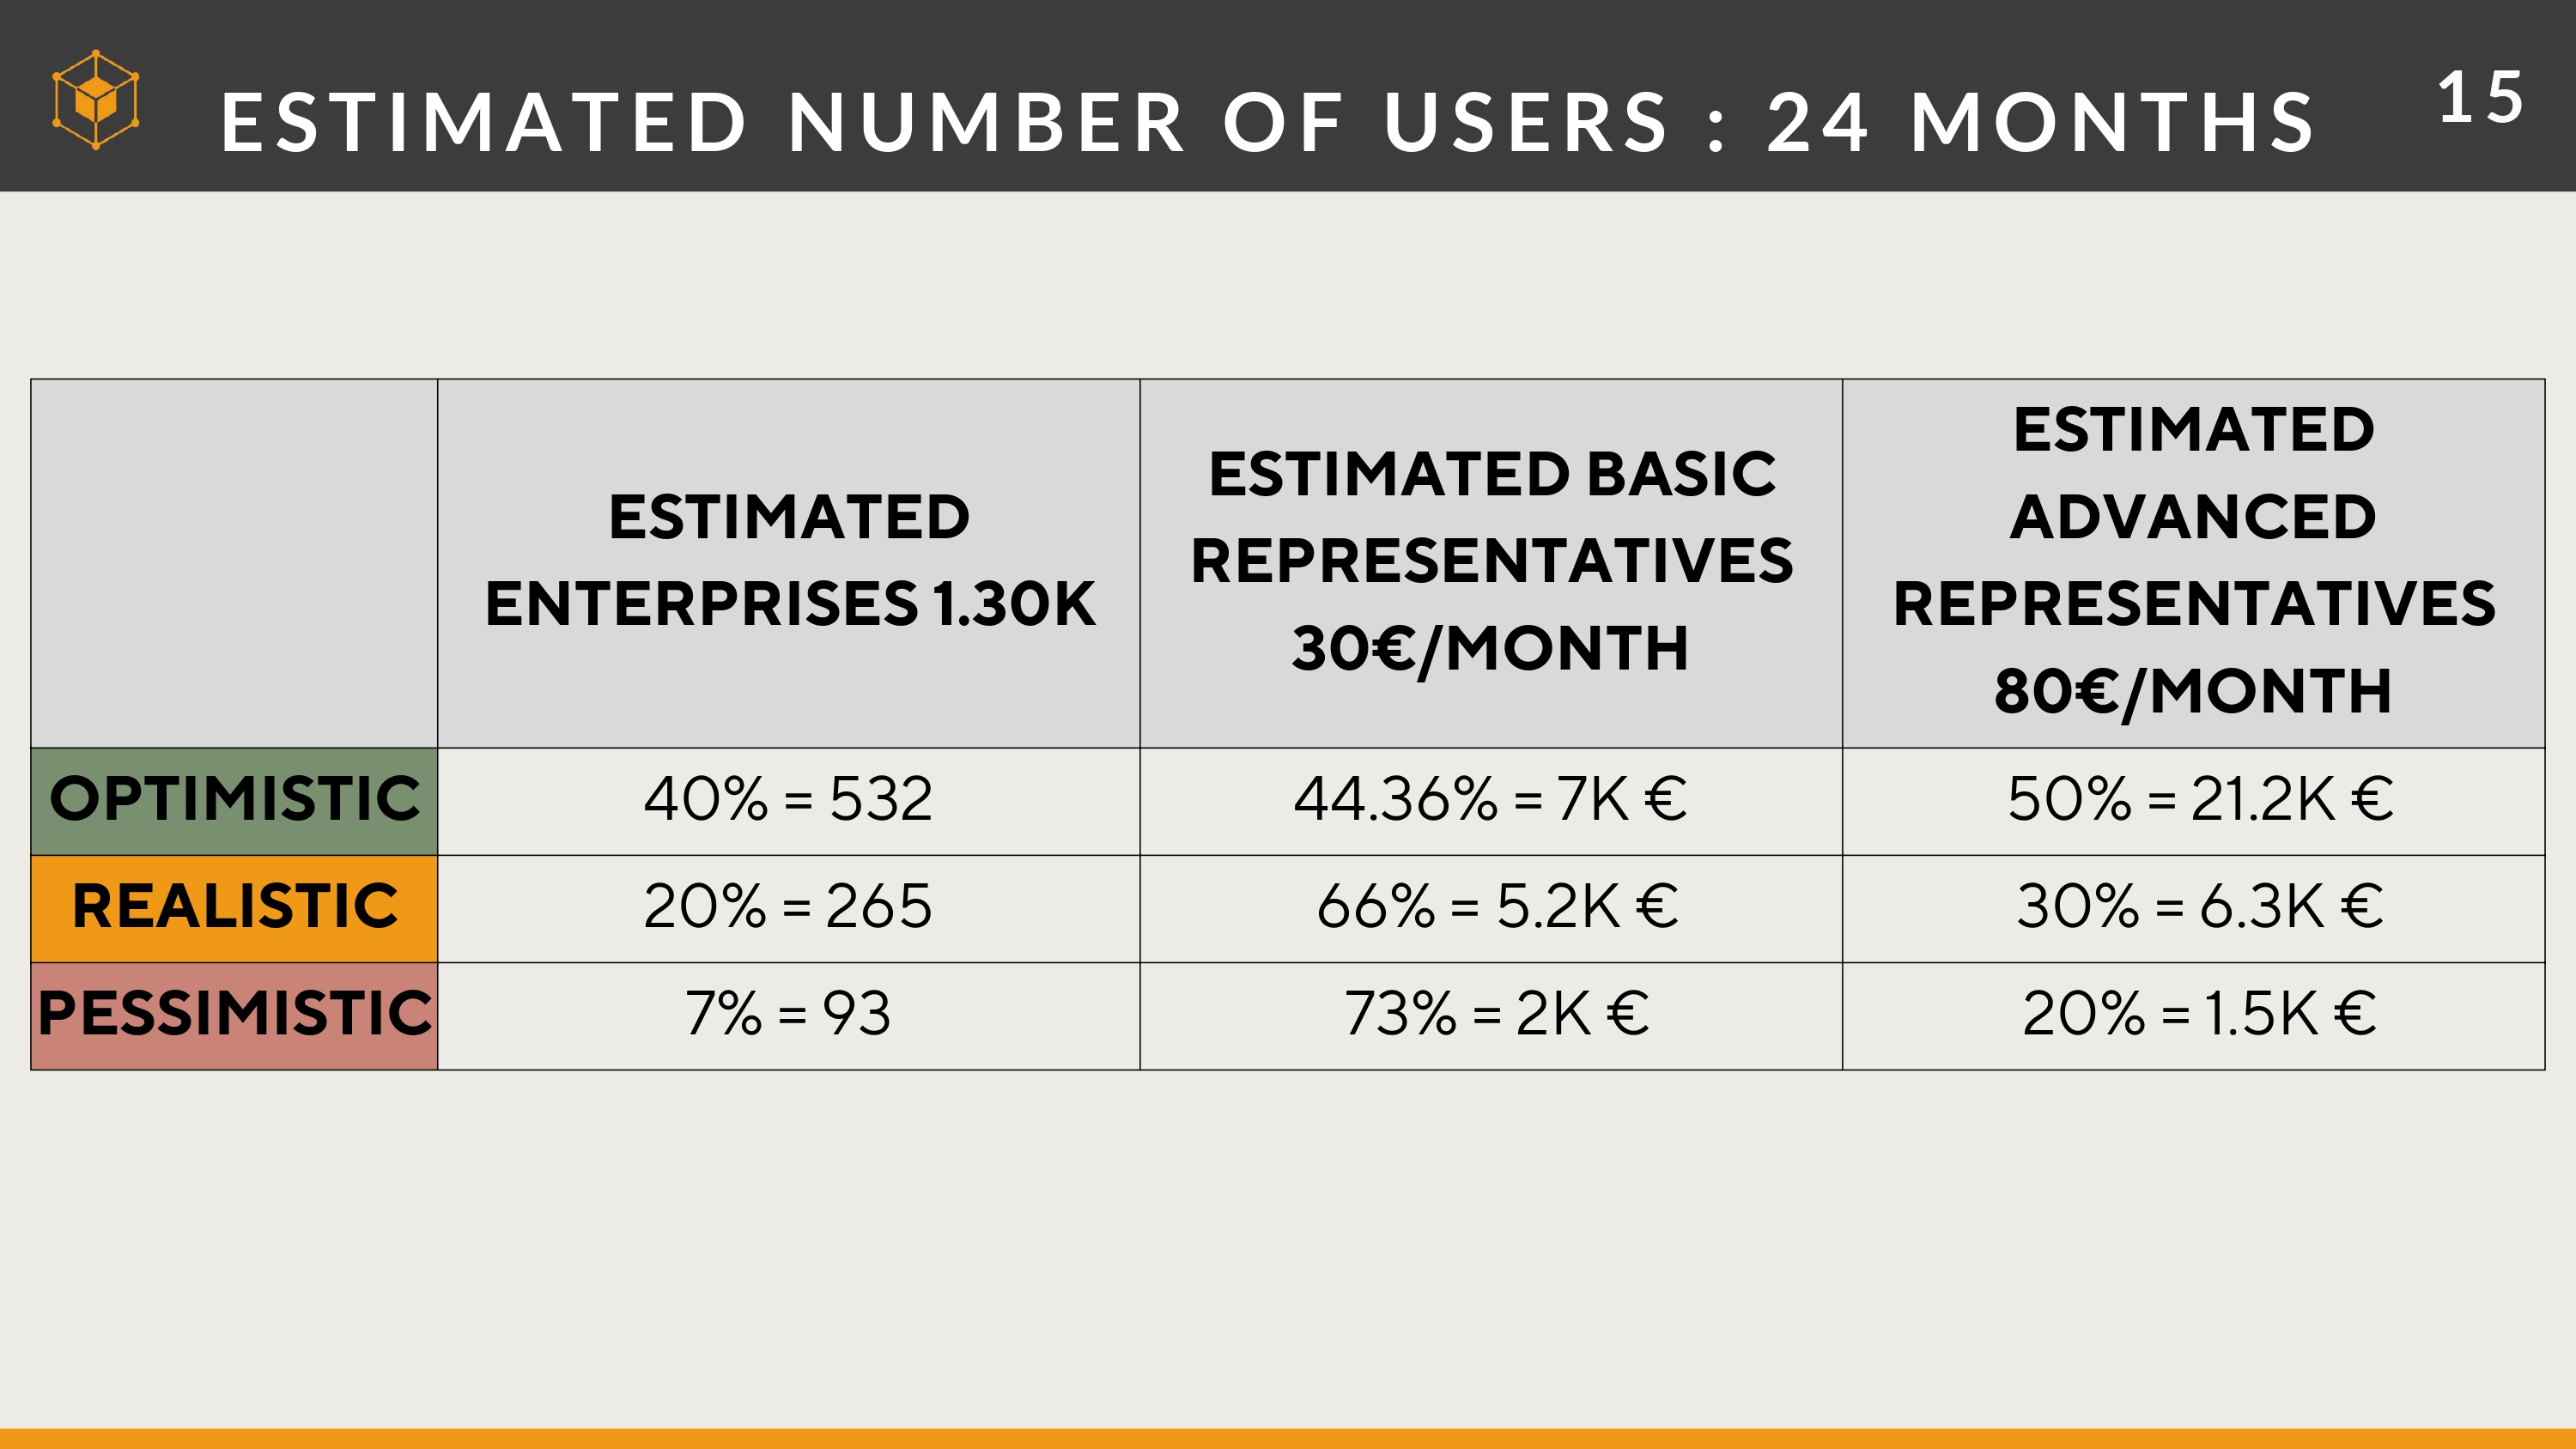 ESTIMATED NUMBER OF USERS : 24 MONTHS
15
ESTIMATED
ENTERPRISES 1.30K
ESTIMATED BASIC
REPRESENTATIVES
30€/MONTH
ESTIMATED
ADVANCED
REPRESENTATIVES
80€/MONTH
OPTIMISTIC
40% = 532
44.36% = 7K €
50% = 21.2K €
REALISTIC
20% = 265
66% = 5.2K €
30% = 6.3K €
PESSIMISTIC
7% = 93
73% = 2K €
20% = 1.5K €